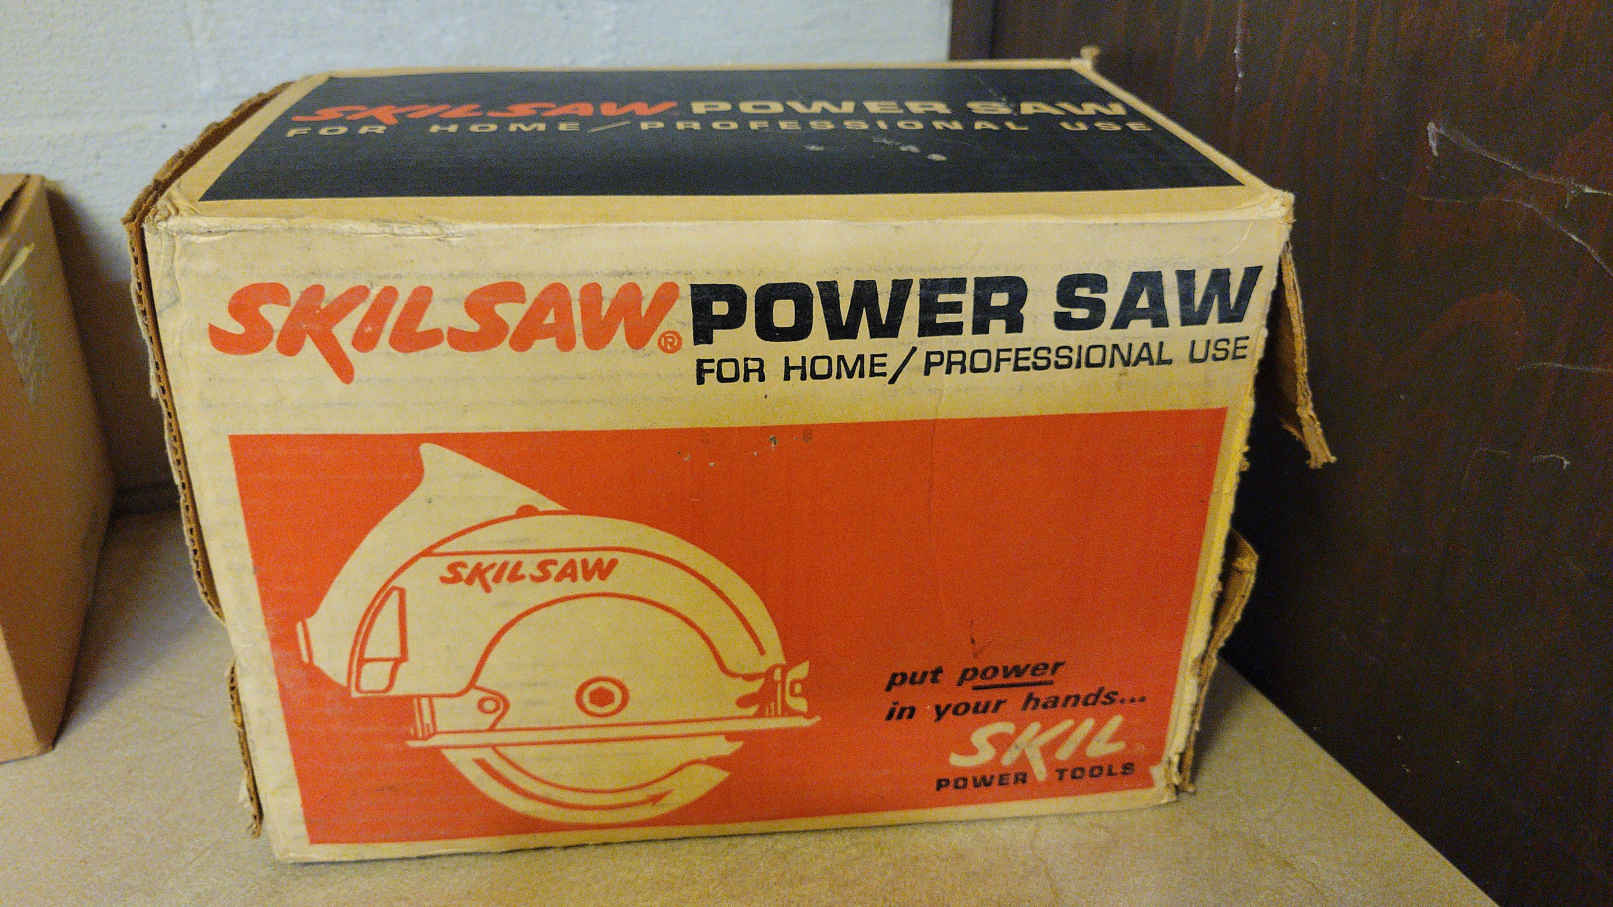 SKILSAW POWER SAW
FOR HOME/PROFESSIONAL USE
SKILSAW® POWER SAW
FOR HOME/PROFESSIONAL USE
SKILSAW
put power
in your hands...
SKIL®
POWER TOOLS